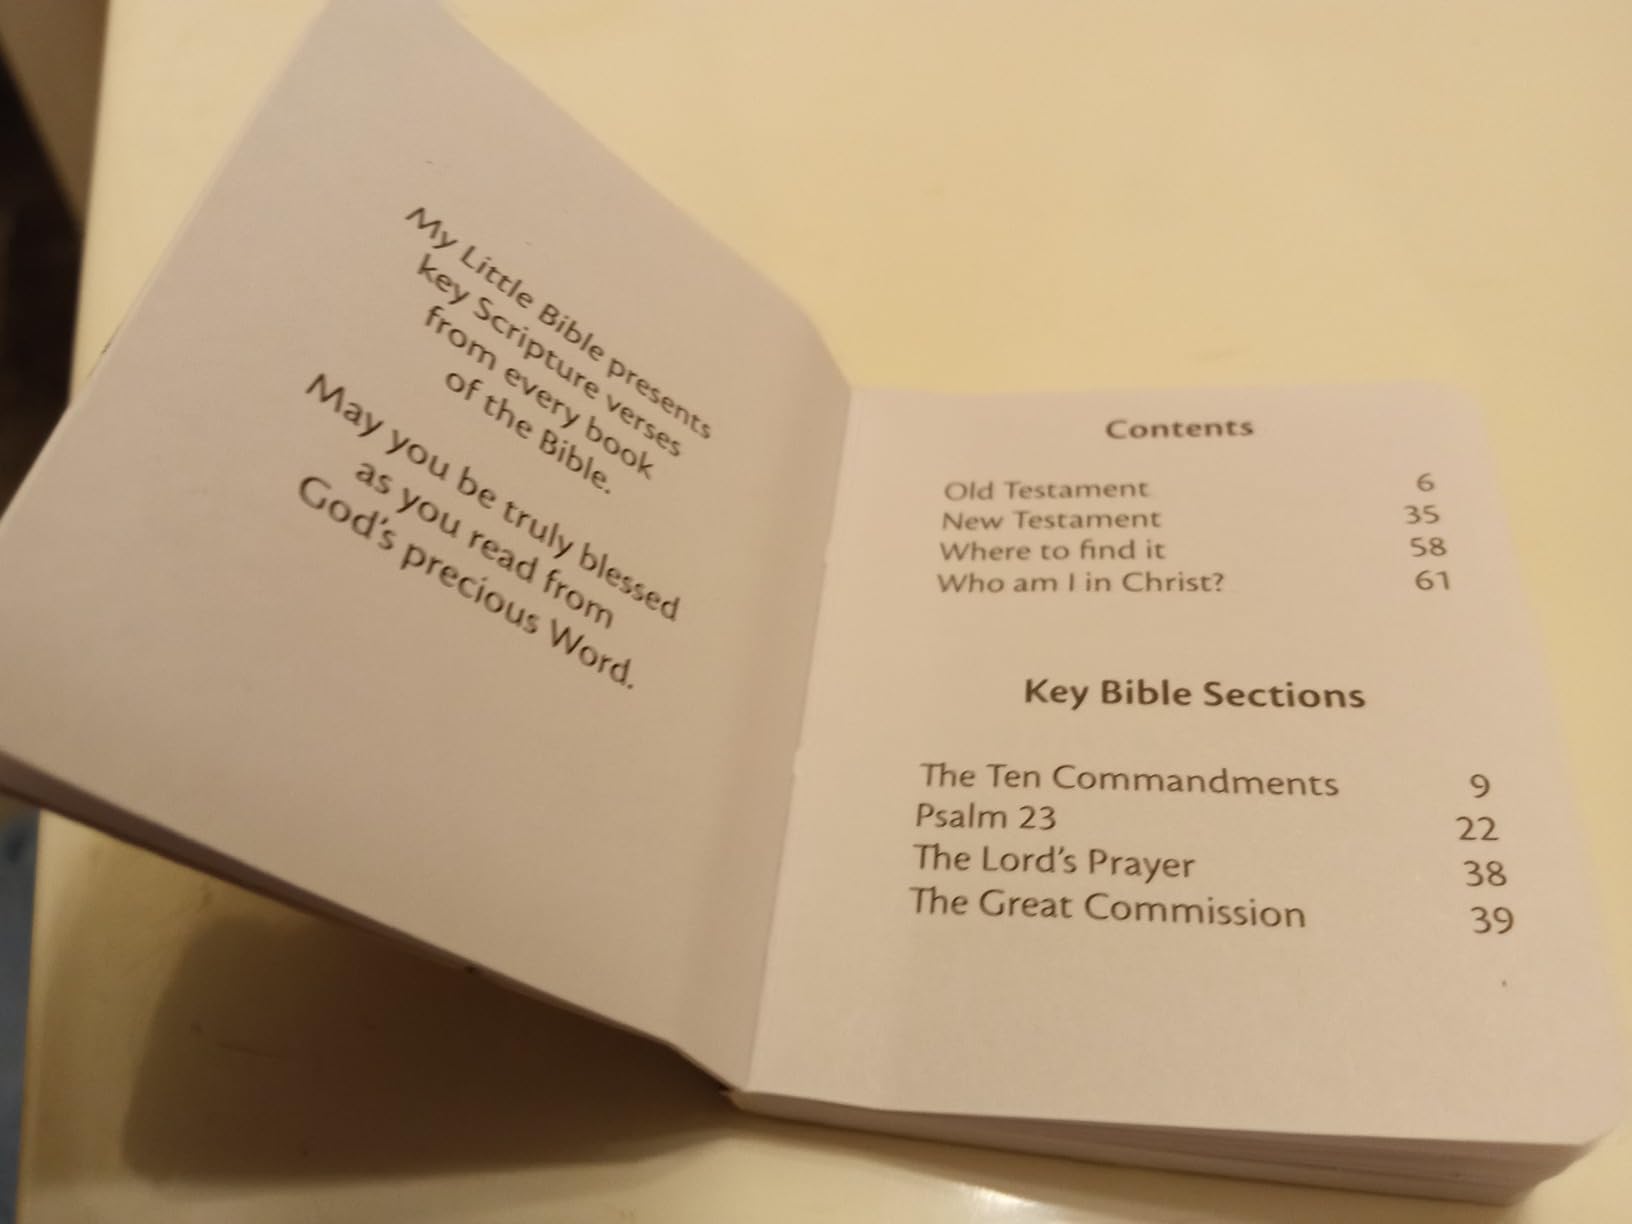 My Little Bible presents
key Scripture verses
from every book
of the Bible.
May you be truly blessed
as you read from
God's precious Word.
Contents
Old Testament 6
New Testament 35
Where to find it 58
Who am I in Christ? 61
Key Bible Sections
The Ten Commandments 9
Psalm 23 22
The Lord's Prayer 38
The Great Commission 39